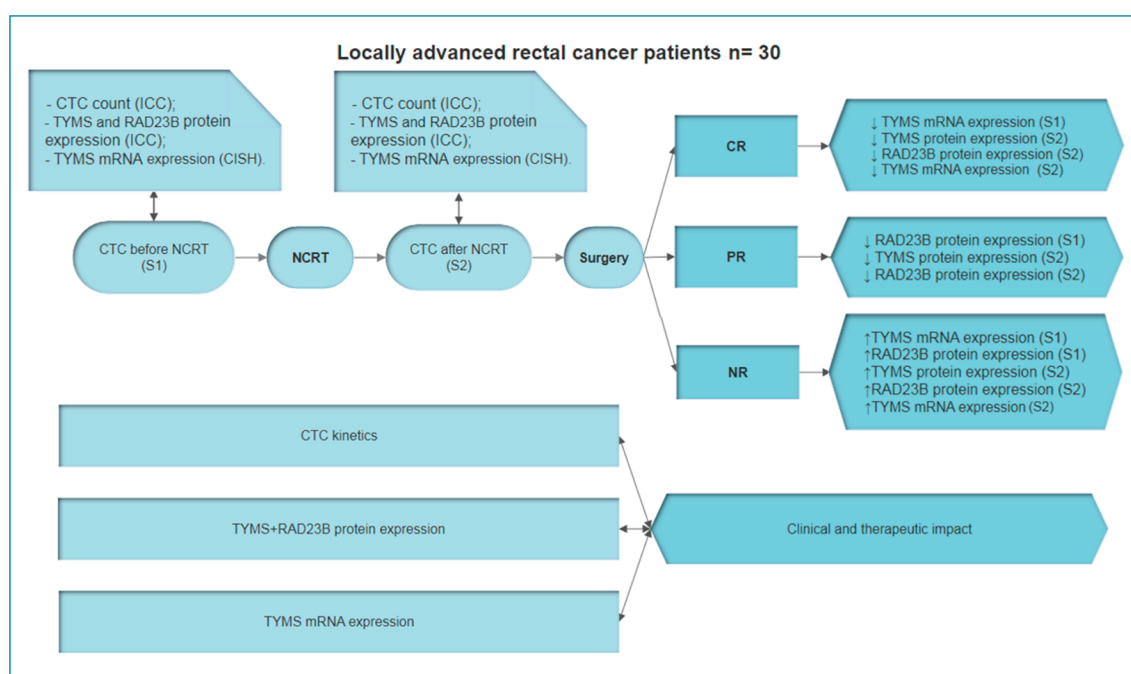 Locally advanced rectal cancer patients n= 30
- CTC count (ICC);
- TYMS and RAD23B protein
expression (ICC);
- TYMS mRNA expression (CISH).
- CTC count (ICC);
- TYMS and RAD23B protein
expression (ICC);
- TYMS mRNA expression (CISH).
CTC before NCRT
(S1)
NCRT
CTC after NCRT
(S2)
Surgery
CR
↓ TYMS mRNA expression (S1)
↓ TYMS protein expression (S2)
↓ RAD23B protein expression (S2)
↓ TYMS mRNA expression (S2)
PR
↓ RAD23B protein expression (S1)
↓ TYMS protein expression (S2)
↓ RAD23B protein expression (S2)
NR
↑TYMS mRNA expression (S1)
↑RAD23B protein expression (S1)
↑TYMS protein expression (S2)
↑RAD23B protein expression (S2)
↑TYMS mRNA expression (S2)
CTC kinetics
TYMS+RAD23B protein expression
TYMS mRNA expression
Clinical and therapeutic impact